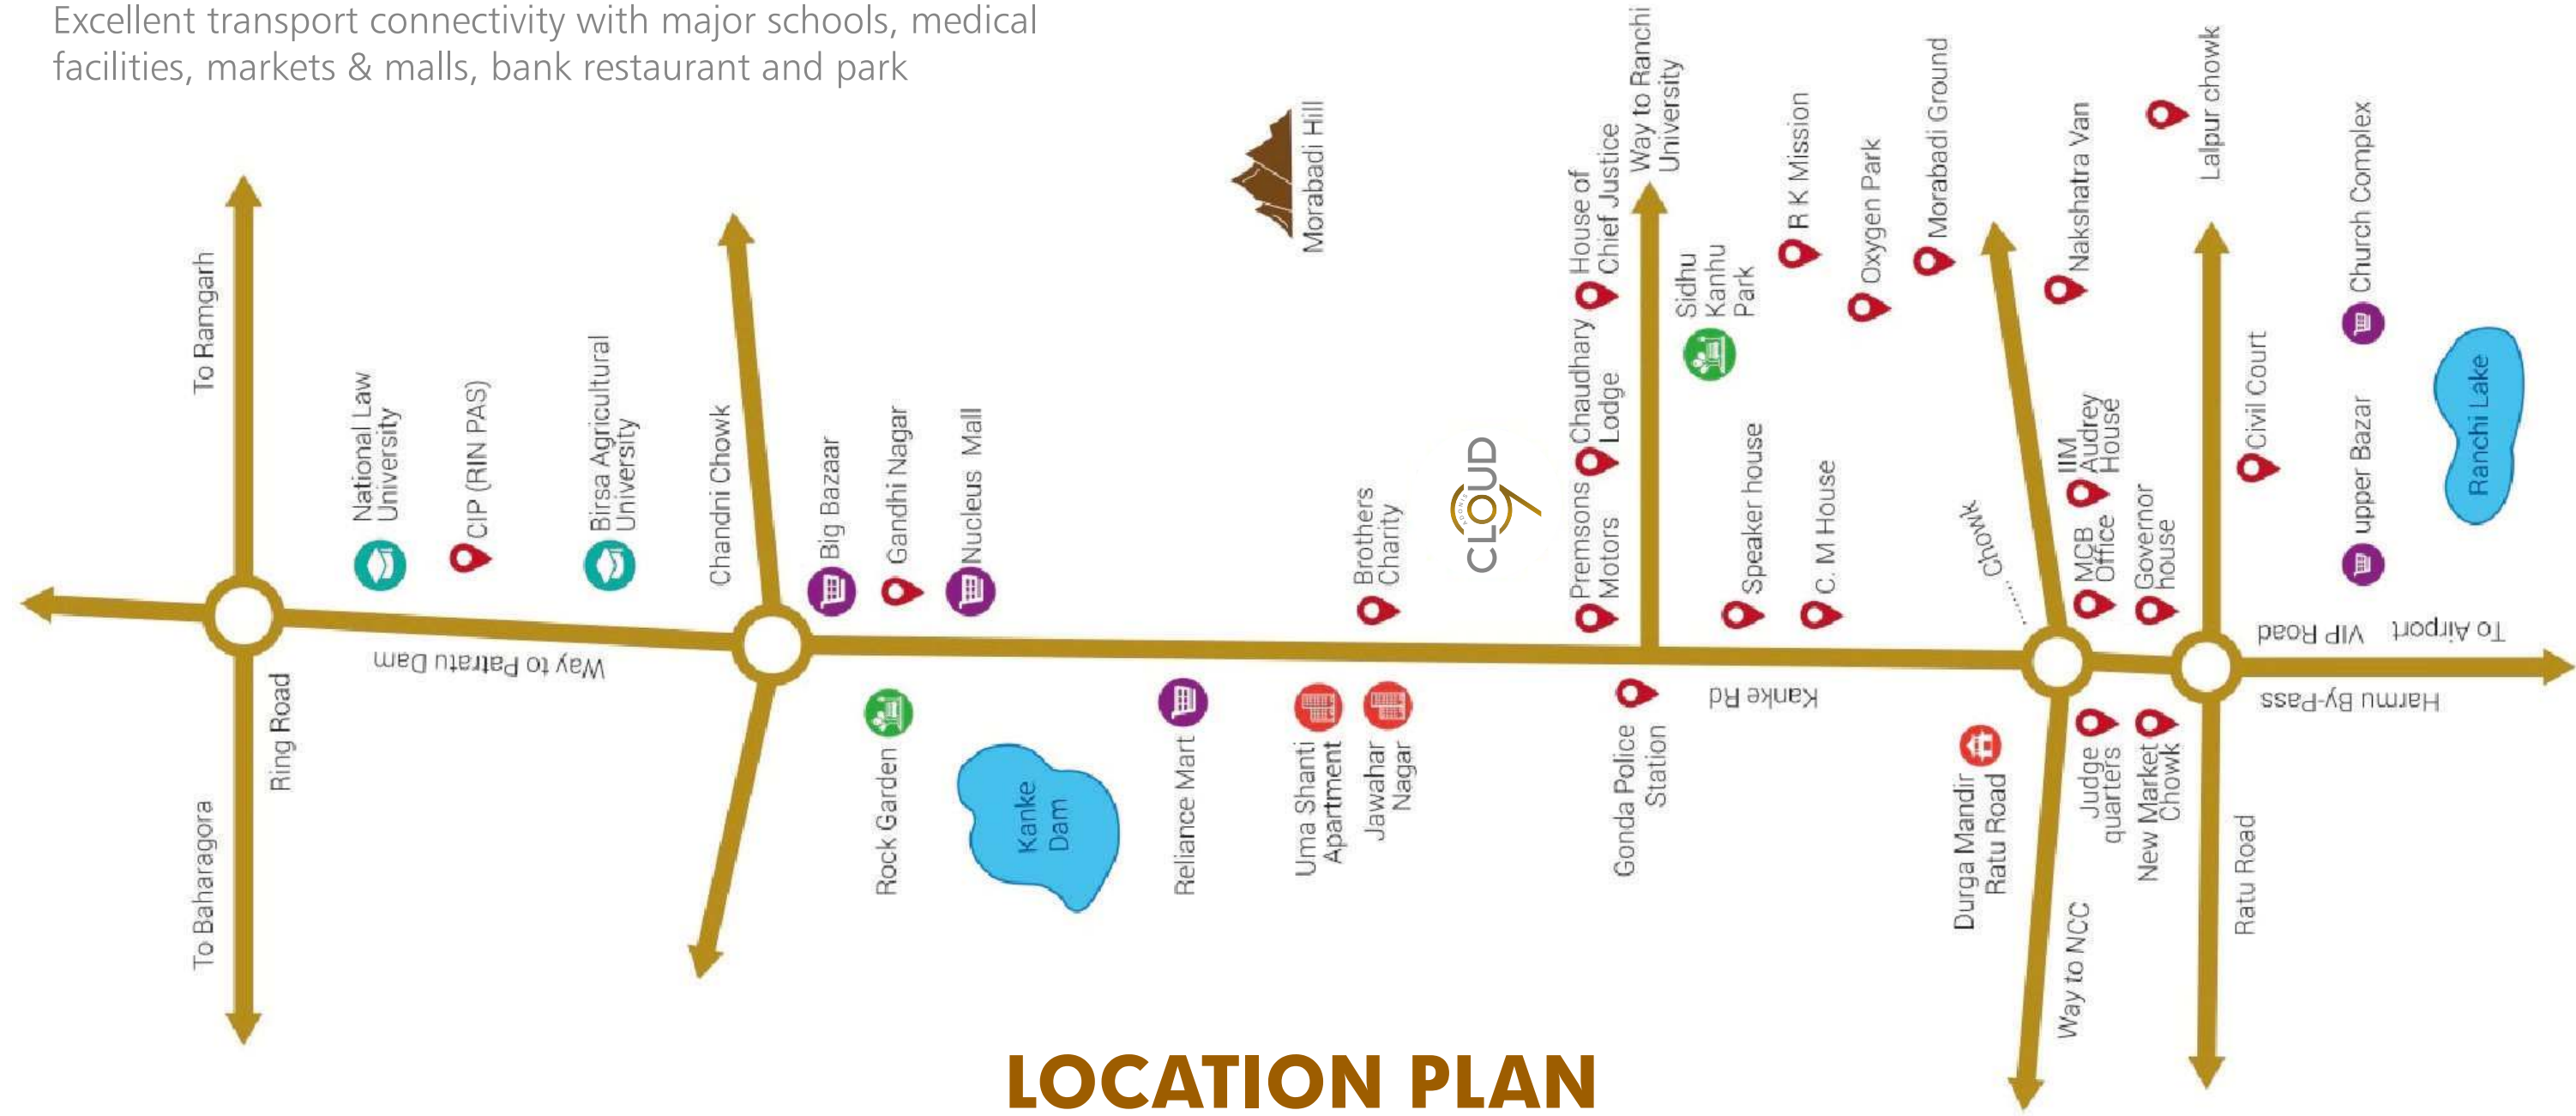 Excellent transport connectivity with major schools, medical
facilities, markets & malls, bank restaurant and park
To Ramgarh
To Baharagora
Ring Road
National Law
University
CIP (RIN PAS)
Birsa Agricultural
University
Way to Patratu Dam
Chandni Chowk
Big Bazaar
Gandhi Nagar
Nucleus Mall
Rock Garden
Kanke
Dam
Reliance Mart
Morabadi Hill
Uma Shanti
Apartment
Jawahar
Nagar
Brothers
Charity
CLOUD
9
Premsons
Motors
Chaudhary
Lodge
House of
Chief Justice
Way to Ranchi
University
Gonda Police
Station
Sidhu
Kanhu
Park
Kanke Rd
Speaker house
R K Mission
C. M House
Oxygen Park
Morabadi Ground
Chowk
Durga Mandir
Ratu Road
Way to NCC
Nakshatra Van
IIM
Audrey
House
MCB
Office
Judge
quarters
Governor
house
New Market
Chowk
Lalpur chowk
Ratu Road
Civil Court
Church Complex
upper Bazar
VIP Road
To Airport
Harmu By-Pass
Ranchi Lake
LOCATION PLAN